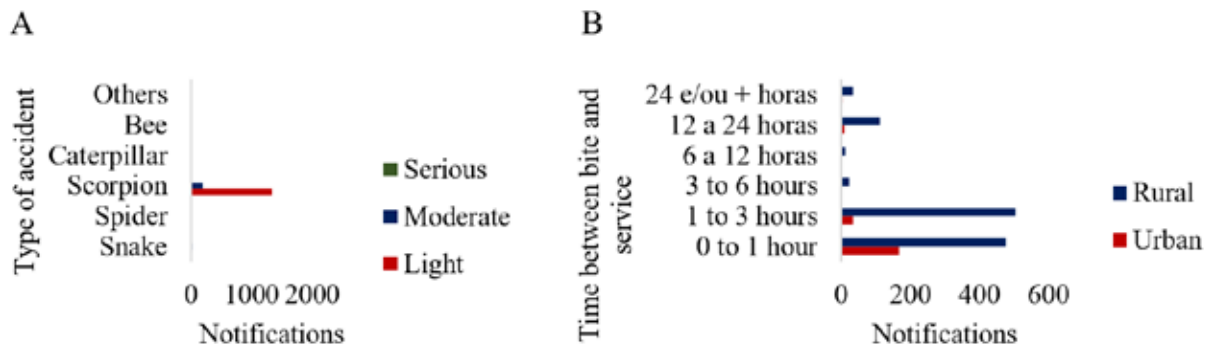 A
Type of accident
Others
Bee
Caterpillar
Scorpion
Spider
Snake
0 1000 2000
Notifications
Serious
Moderate
Light
B
Time between bite and
service
24 e/ou + horas
12 a 24 horas
6 a 12 horas
3 to 6 hours
1 to 3 hours
0 to 1 hour
0 200 400 600
Notifications
Rural
Urban